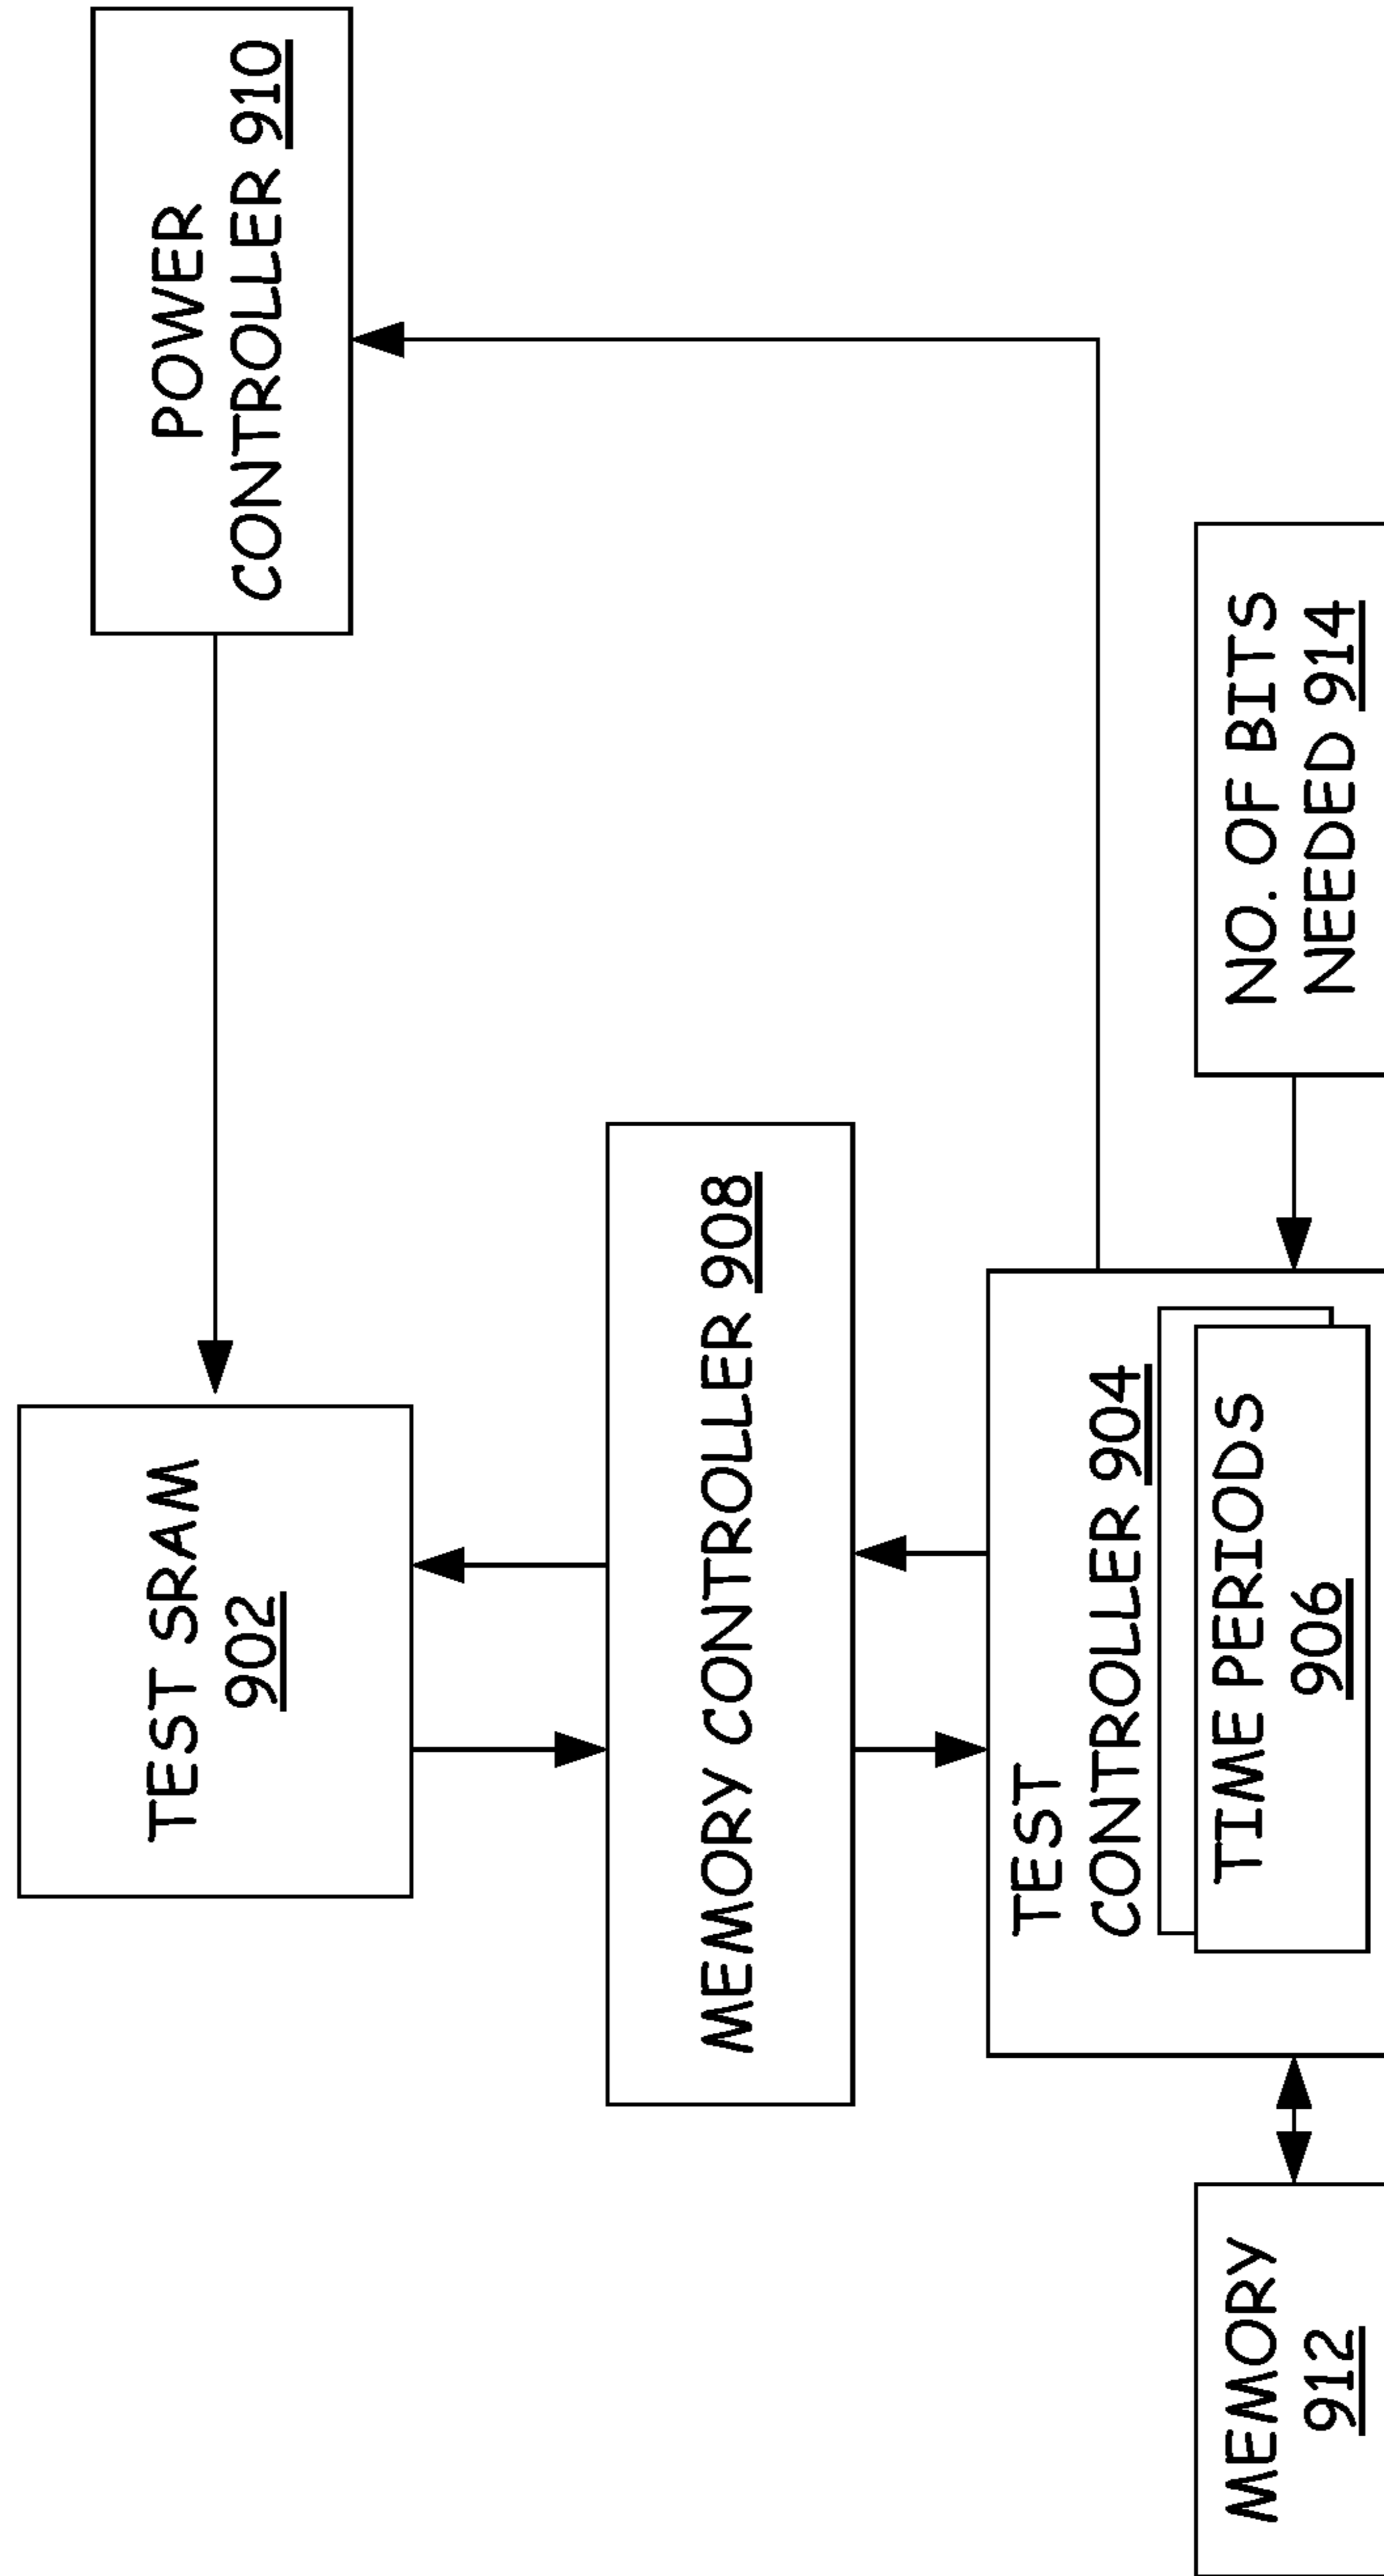 POWER
CONTROLLER 910
TEST SRAM
902
MEMORY CONTROLLER 908
TEST
CONTROLLER 904
TIME PERIODS
906
NO. OF BITS
NEEDED 914
MEMORY
912